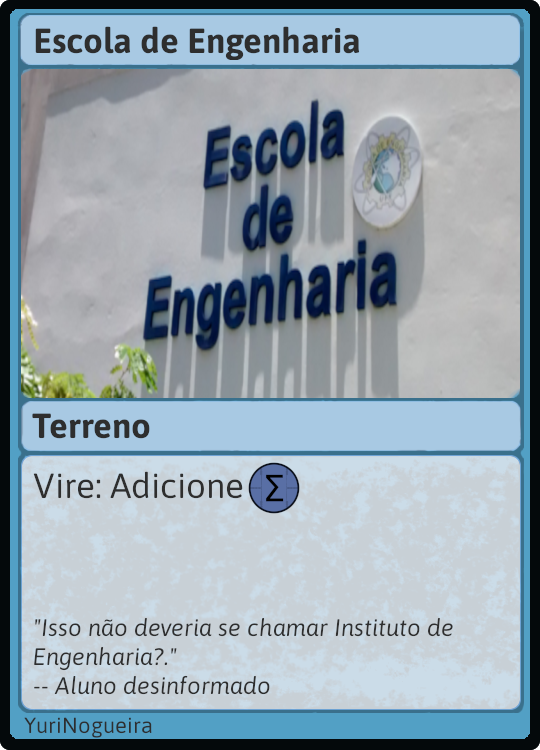 Escola de Engenharia
Escola
de
Engenharia
Terreno
Vire: Adicione Σ
"Isso não deveria se chamar Instituto de
Engenharia?."
-- Aluno desinformado
YuriNogueira